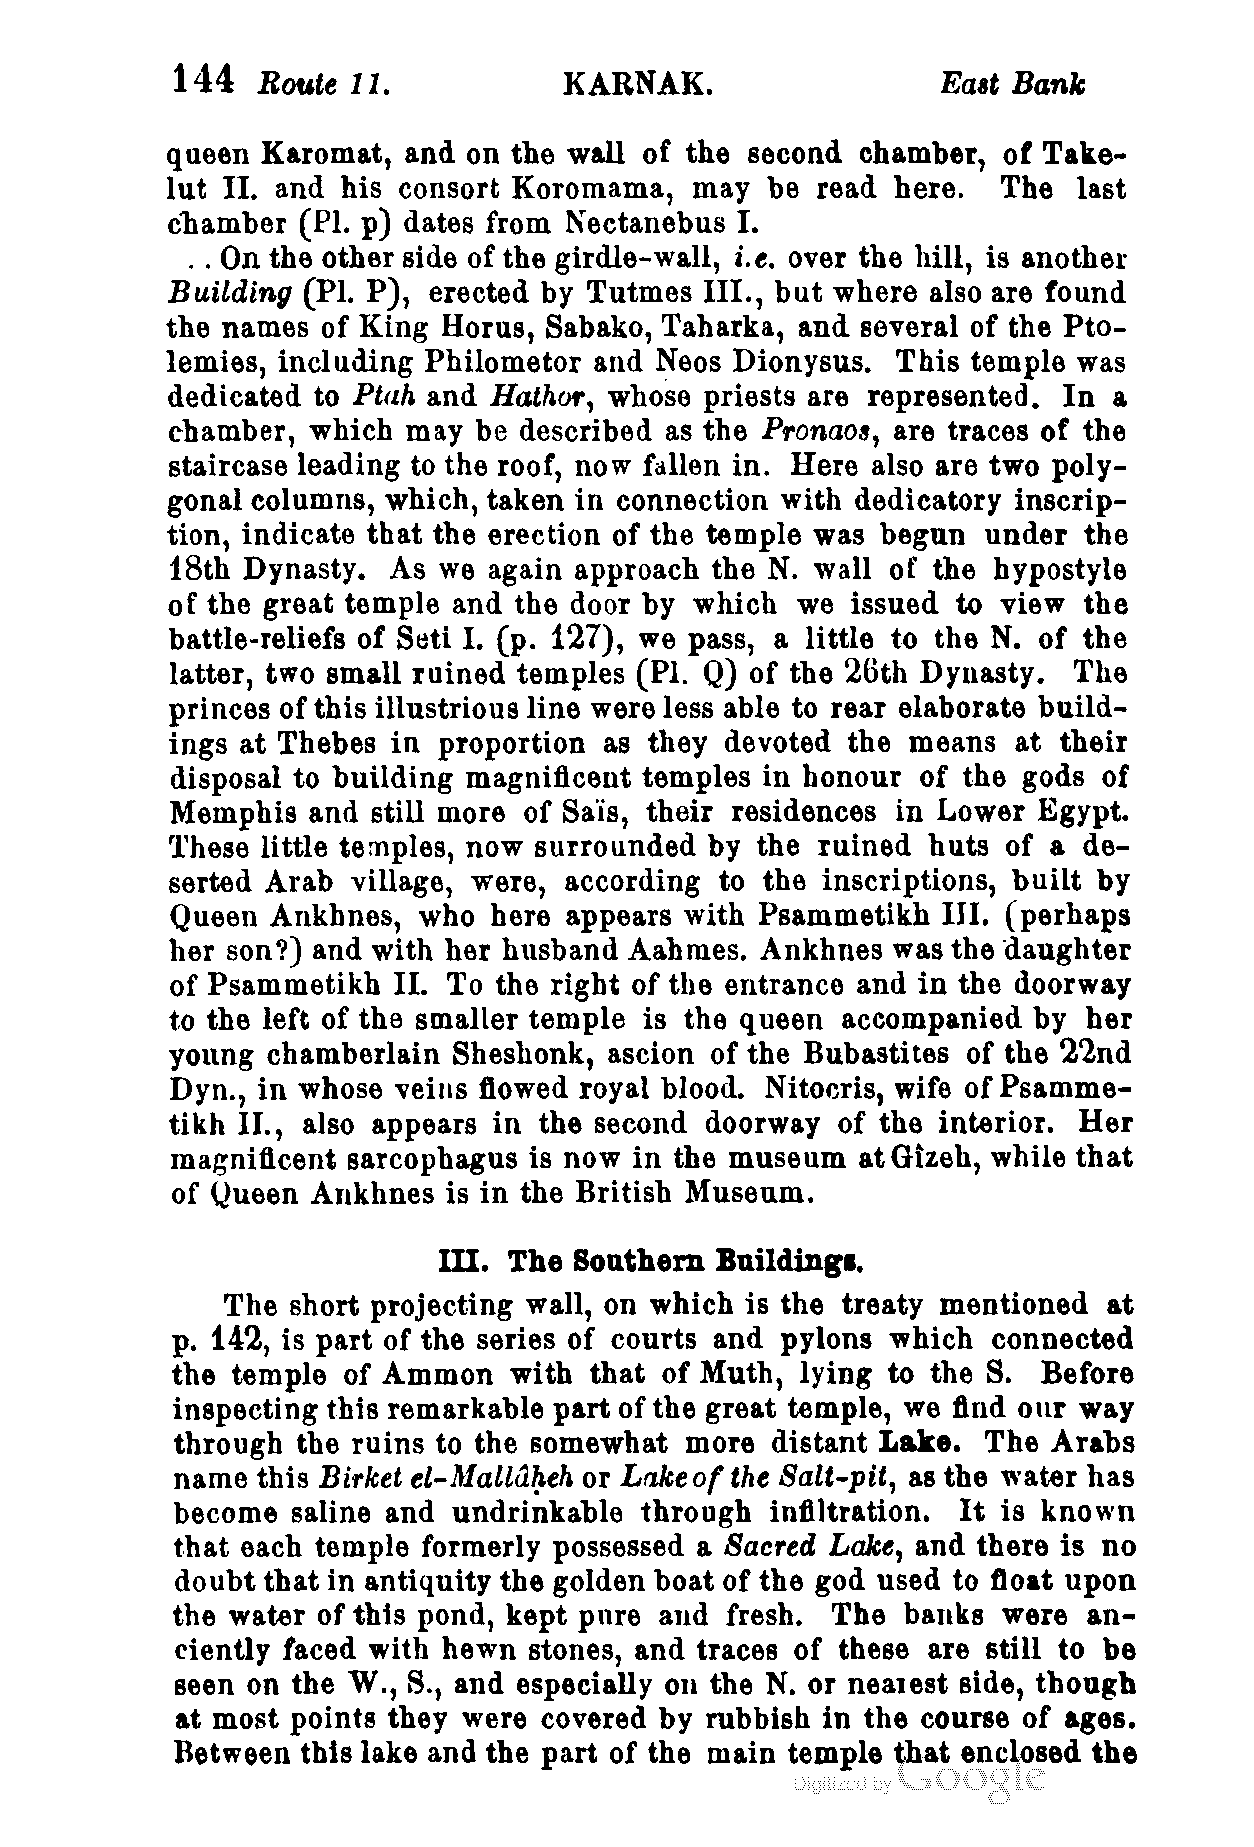 144 Route 11. KARNAK. East Bank
queen Karomat, and on the wall of the second chamber, of Take-
lut II. and his consort Koromama, may be read here. The last
chamber (Pl. p) dates from Nectanebus I.
. . On the other side of the girdle-wall, i.e. over the hill, is another
Building (Pl. P), erected by Tutmes III., but where also are found
the names of King Horus, Sabako, Taharka, and several of the Pto-
lemies, including Philometor and Neos Dionysus. This temple was
dedicated to Ptah and Hathor, whose priests are represented. In a
chamber, which may be described as the Pronaos, are traces of the
staircase leading to the roof, now fallen in. Here also are two poly-
gonal columns, which, taken in connection with dedicatory inscrip-
tion, indicate that the erection of the temple was begun under the
18th Dynasty. As we again approach the N. wall of the hypostyle
of the great temple and the door by which we issued to view the
battle-reliefs of Seti I. (p. 127), we pass, a little to the N. of the
latter, two small ruined temples (Pl. Q) of the 26th Dynasty. The
princes of this illustrious line were less able to rear elaborate build-
ings at Thebes in proportion as they devoted the means at their
disposal to building magnificent temples in honour of the gods of
Memphis and still more of Saïs, their residences in Lower Egypt.
These little temples, now surrounded by the ruined huts of a de-
serted Arab village, were, according to the inscriptions, built by
Queen Ankhnes, who here appears with Psammetikh III. (perhaps
her son?) and with her husband Aahmes. Ankhnes was the daughter
of Psammetikh II. To the right of the entrance and in the doorway
to the left of the smaller temple is the queen accompanied by her
young chamberlain Sheshonk, ascion of the Bubastites of the 22nd
Dyn., in whose veins flowed royal blood. Nitocris, wife of Psamme-
tikh II., also appears in the second doorway of the interior. Her
magnificent sarcophagus is now in the museum at Gîzeh, while that
of Queen Ankhnes is in the British Museum.
III. The Southern Buildings.
The short projecting wall, on which is the treaty mentioned at
p. 142, is part of the series of courts and pylons which connected
the temple of Ammon with that of Muth, lying to the S. Before
inspecting this remarkable part of the great temple, we find our way
through the ruins to the somewhat more distant Lake. The Arabs
name this Birket el-Mallâḥeh or Lake of the Salt-pit, as the water has
become saline and undrinkable through infiltration. It is known
that each temple formerly possessed a Sacred Lake, and there is no
doubt that in antiquity the golden boat of the god used to float upon
the water of this pond, kept pure and fresh. The banks were an-
ciently faced with hewn stones, and traces of these are still to be
seen on the W., S., and especially on the N. or nearest side, though
at most points they were covered by rubbish in the course of ages.
Between this lake and the part of the main temple that enclosed the
Digitized by Google